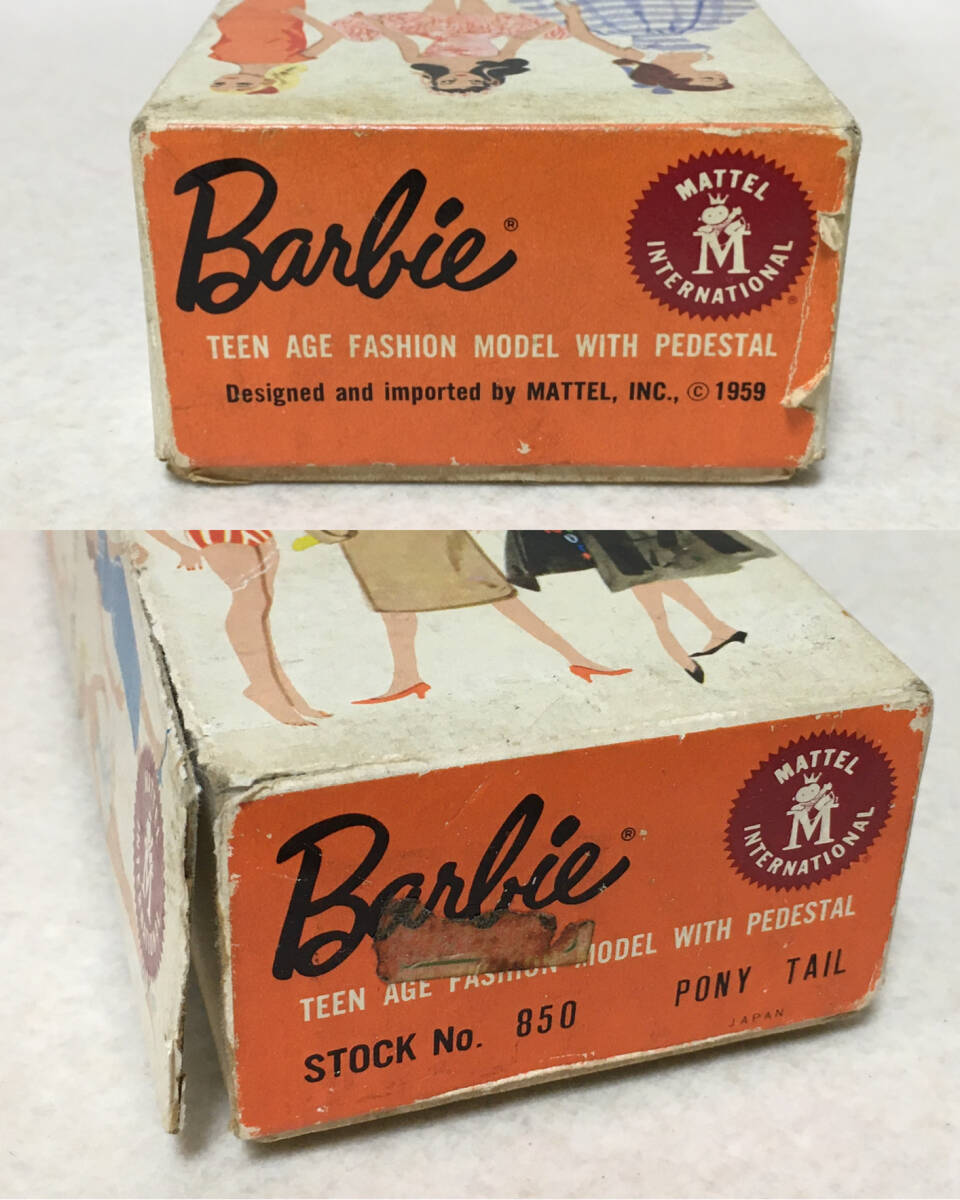 Barbie®
MATTEL
M
INTERNATIONAL
®
TEEN AGE FASHION MODEL WITH PEDESTAL
Designed and imported by MATTEL, INC., © 1959
Barbie®
MATTEL
M
INTERNATIONAL
TEEN AGE FASHION MODEL WITH PEDESTAL
STOCK No. 850 PONY TAIL
JAPAN